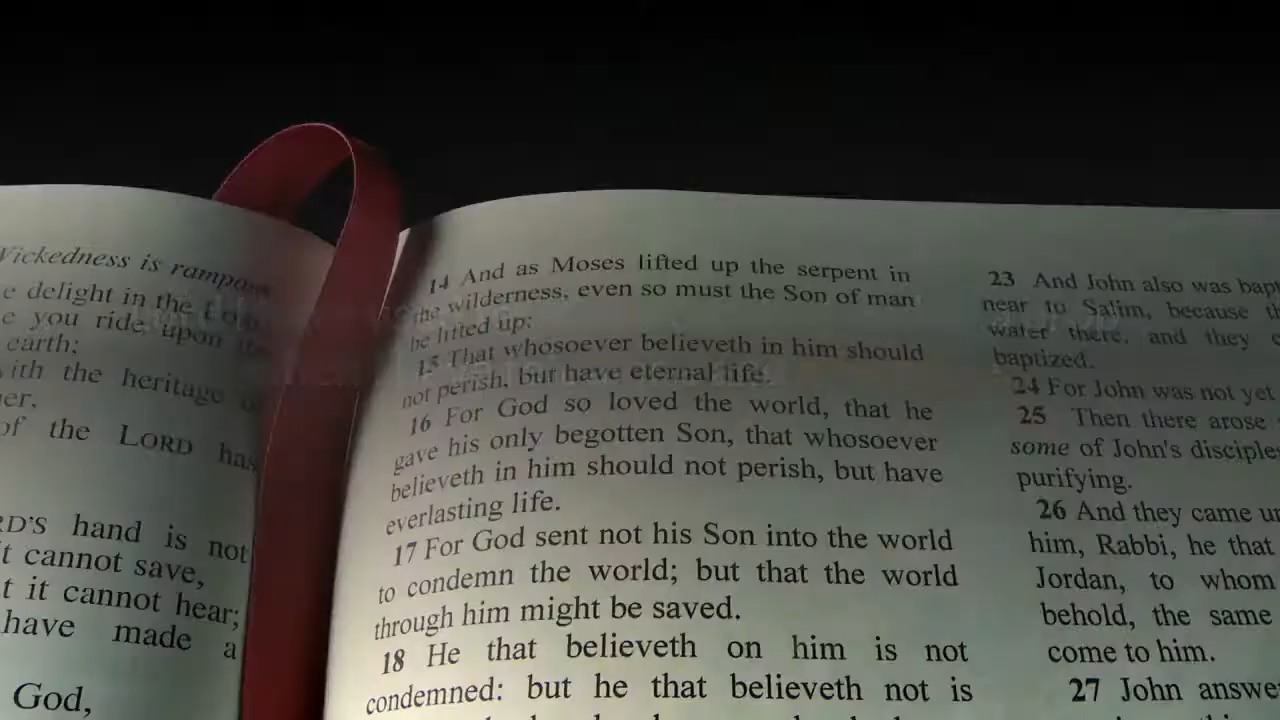 Wickedness is rampant
e delight in the LORD
e you ride, upon the
earth;
ith the heritage o
er.
of the LORD has
RD'S hand is not
t cannot save,
t it cannot hear;
have made a
God,
14 And as Moses lifted up the serpent in
the wilderness, even so must the Son of man
be lifted up:
15 That whosoever believeth in him should
not perish, but have eternal life.
16 For God so loved the world, that he
gave his only begotten Son, that whosoever
believeth in him should not perish, but have
everlasting life.
17 For God sent not his Son into the world
to condemn the world; but that the world
through him might be saved.
18 He that believeth on him is not
condemned: but he that believeth not is
23 And John also was bapt
near to Salim, because th
water there, and they c
baptized.
24 For John was not yet
25 Then there arose
some of John's disciple
purifying.
26 And they came un
him, Rabbi, he that
Jordan, to whom
behold, the same
come to him.
27 John answe